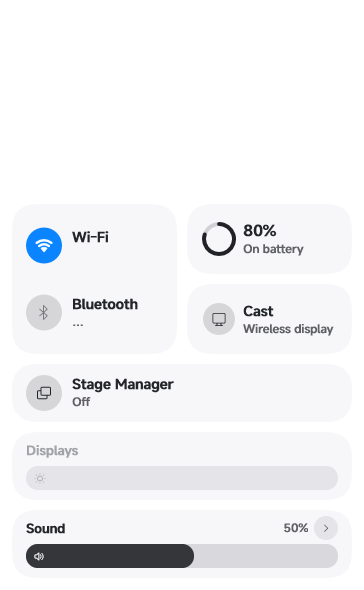 Wi-Fi
80%
On battery
Bluetooth
...
Cast
Wireless display
Stage Manager
Off
Displays
Sound
50%